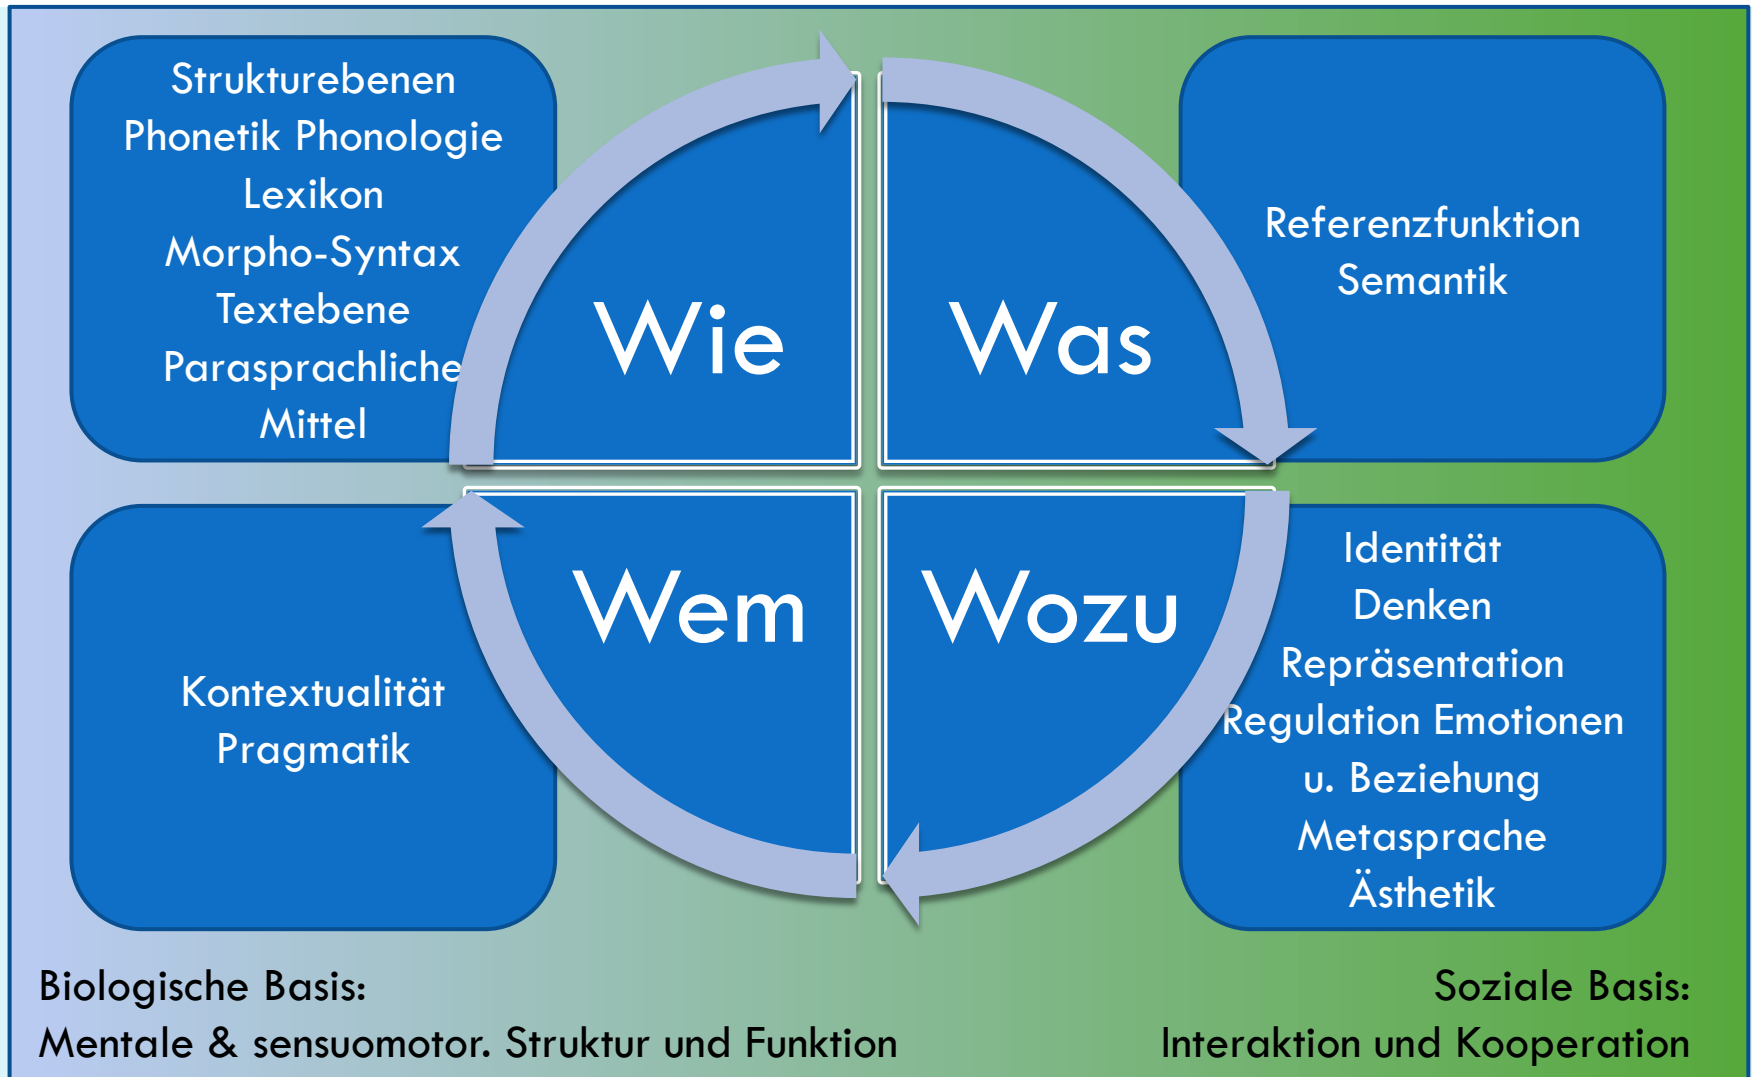 Strukturebenen
Phonetik Phonologie
Lexikon
Morpho-Syntax
Textebene
Parasprachliche
Mittel
Wie
Was
Referenzfunktion
Semantik
Kontextualität
Pragmatik
Wem
Wozu
Identität
Denken
Repräsentation
Regulation Emotionen
u. Beziehung
Metasprache
Ästhetik
Biologische Basis:
Mentale & sensuomotor. Struktur und Funktion
Soziale Basis:
Interaktion und Kooperation